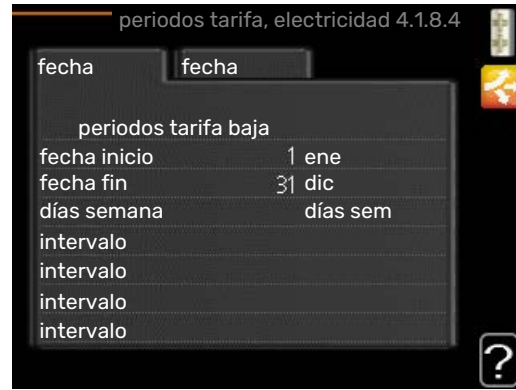 periodos tarifa, electricidad 4.1.8.4
fecha fecha
periodos tarifa baja
fecha inicio 1 ene
fecha fin 31 dic
días semana días sem
intervalo
intervalo
intervalo
intervalo
?